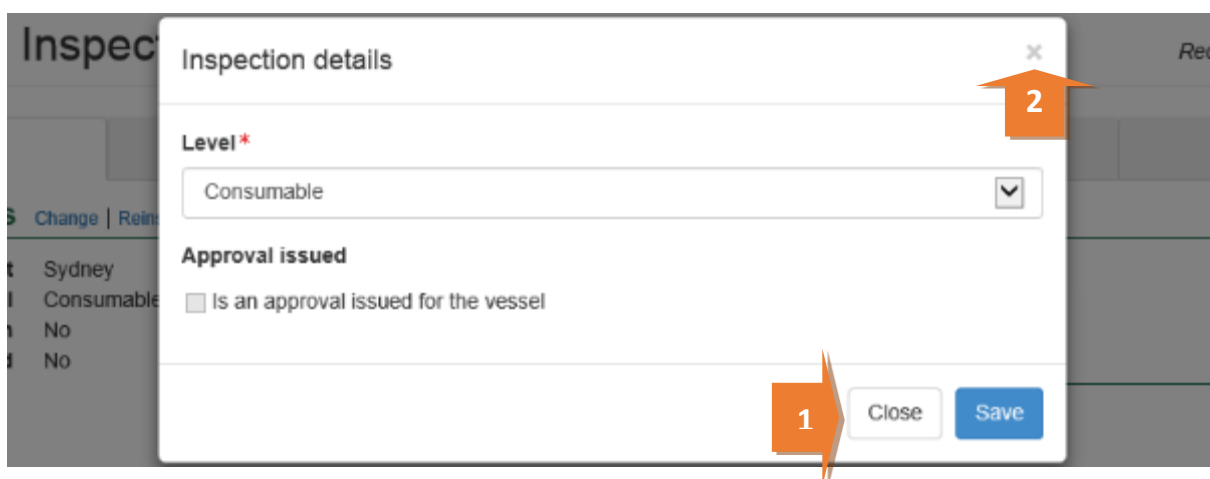 Inspec
Inspection details
×
Rec
2
Level*
Consumable
S Change | Reins
Approval issued
t Sydney
l Consumable
Is an approval issued for the vessel
n No
d No
1
Close
Save